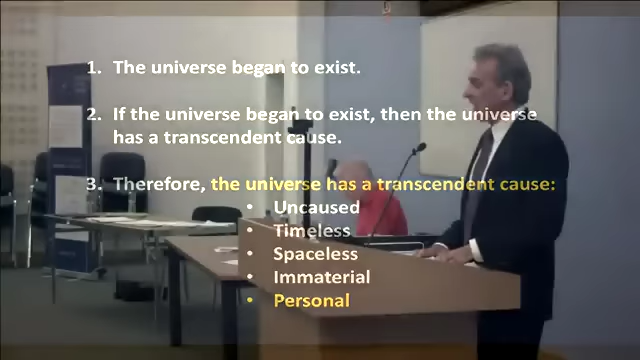 1. The universe began to exist.
2. If the universe began to exist, then the universe
has a transcendent cause.
3. Therefore, the universe has a transcendent cause:
• Uncaused
• Timeless
• Spaceless
• Immaterial
• Personal